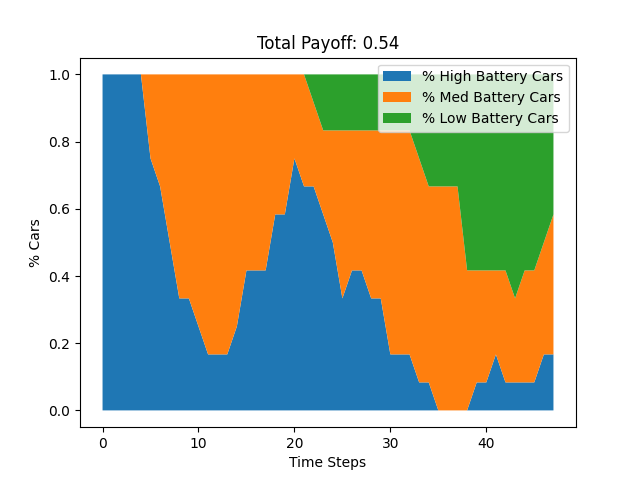 Total Payoff: 0.54
% High Battery Cars
% Med Battery Cars
% Low Battery Cars
% Cars
1.0
0.8
0.6
0.4
0.2
0.0
0 10 20 30 40
Time Steps